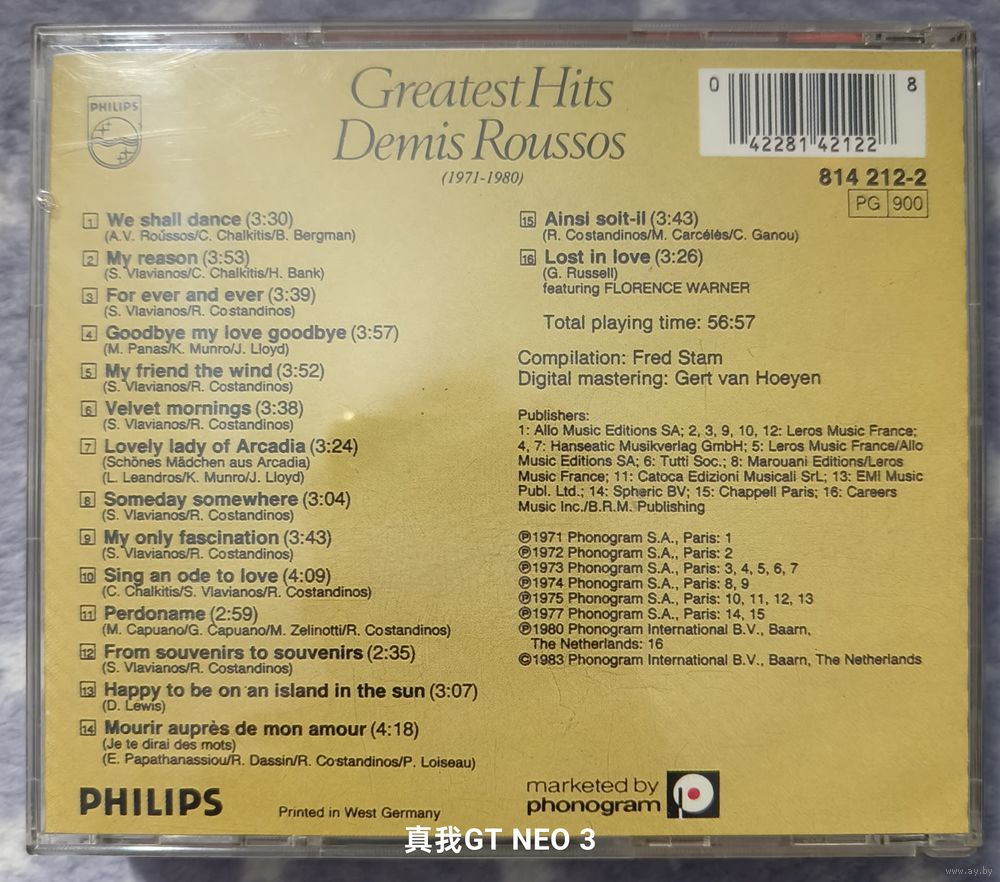 PHILIPS
Greatest Hits
Demis Roussos
(1971-1980)
0 42281 42122 8
814 212-2
PG 900
1 We shall dance (3:30)
(A.V. Roussos/C. Chalkitis/B. Bergman)
2 My reason (3:53)
(S. Vlavianos/C. Chalkitis/H. Bank)
3 For ever and ever (3:39)
(S. Vlavianos/R. Costandinos)
4 Goodbye my love goodbye (3:57)
(M. Panas/K. Munro/J. Lloyd)
5 My friend the wind (3:52)
(S. Vlavianos/R. Costandinos)
6 Velvet mornings (3:38)
(S. Vlavianos/R. Costandinos)
7 Lovely lady of Arcadia (3:24)
(Schönes Mädchen aus Arcadia)
(L. Leandros/K. Munro/J. Lloyd)
8 Someday somewhere (3:04)
(S. Vlavianos/R. Costandinos)
9 My only fascination (3:43)
(S. Vlavianos/R. Costandinos)
10 Sing an ode to love (4:09)
(C. Chalkitis/S. Vlavianos/R. Costandinos)
11 Perdoname (2:59)
(M. Capuano/G. Capuano/M. Zelinotti/R. Costandinos)
12 From souvenirs to souvenirs (2:35)
(S. Vlavianos/R. Costandinos)
13 Happy to be on an island in the sun (3:07)
(D. Lewis)
14 Mourir auprès de mon amour (4:18)
(Je te dirai des mots)
(E. Papathanassiou/R. Dassin/R. Costandinos/P. Loiseau)
15 Ainsi soit-il (3:43)
(R. Costandinos/M. Carcélès/C. Ganou)
16 Lost in love (3:26)
(G. Russell)
featuring FLORENCE WARNER
Total playing time: 56:57
Compilation: Fred Stam
Digital mastering: Gert van Hoeyen
Publishers:
1: Allo Music Editions SA; 2, 3, 9, 10, 12: Leros Music France;
4, 7: Hanseatic Musikverlag GmbH; 5: Leros Music France/Allo
Music Editions SA; 6: Tutti Soc.; 8: Marouani Editions/Leros
Music France; 11: Catoca Edizioni Musicali SrL; 13: EMI Music
Publ. Ltd.; 14: Spheric BV; 15: Chappell Paris; 16: Careers
Music Inc./B.R.M. Publishing
℗1971 Phonogram S.A., Paris: 1
℗1972 Phonogram S.A., Paris: 2
℗1973 Phonogram S.A., Paris: 3, 4, 5, 6, 7
℗1974 Phonogram S.A., Paris: 8, 9
℗1975 Phonogram S.A., Paris: 10, 11, 12, 13
℗1977 Phonogram S.A., Paris: 14, 15
℗1980 Phonogram International B.V., Baarn,
The Netherlands: 16
©1983 Phonogram International B.V., Baarn, The Netherlands
PHILIPS
Printed in West Germany
marketed by
phonogram
真我GT NEO 3
www.ay.by